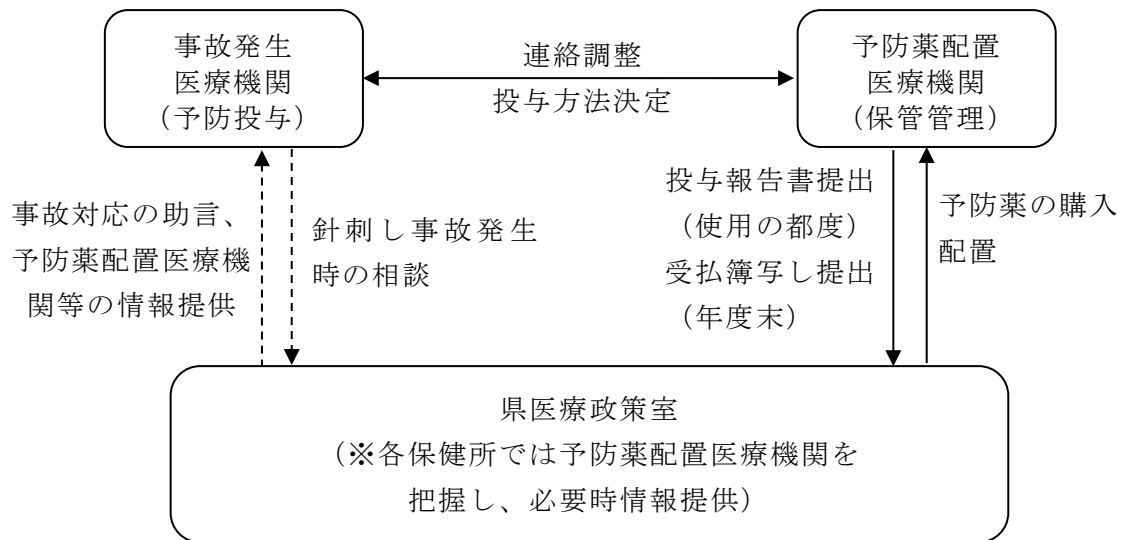 事故発生
医療機関
（予防投与）
連絡調整
投与方法決定
予防薬配置
医療機関
（保管管理）
事故対応の助言、
予防薬配置医療機
関等の情報提供
針刺し事故発生
時の相談
投与報告書提出
（使用の都度）
受払簿写し提出
（年度末）
予防薬の購入
配置
県医療政策室
（※各保健所では予防薬配置医療機関を
把握し、必要時情報提供）